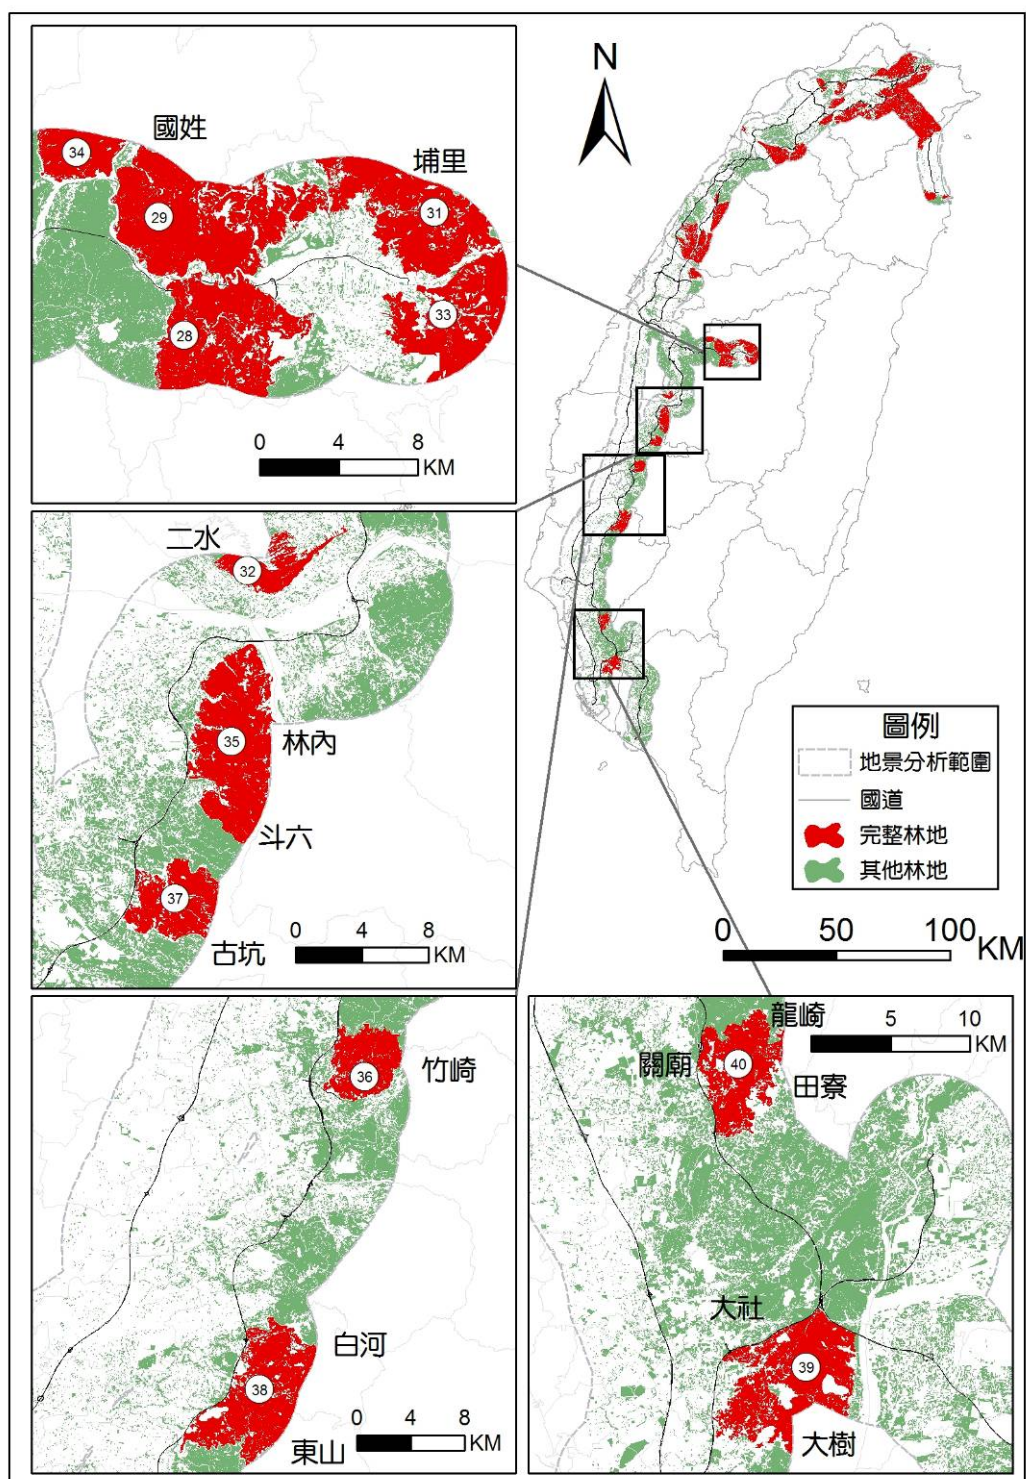 國姓
34
埔里
29
31
33
28
0 4 8
KM
二水
32
35
林內
斗六
37
古坑
0 4 8
KM
竹崎
36
白河
38
東山
0 4 8
KM
N
圖例
地景分析範圍
國道
完整林地
其他林地
0 50 100
KM
龍崎
5 10
KM
關廟
40
田寮
大社
39
大樹